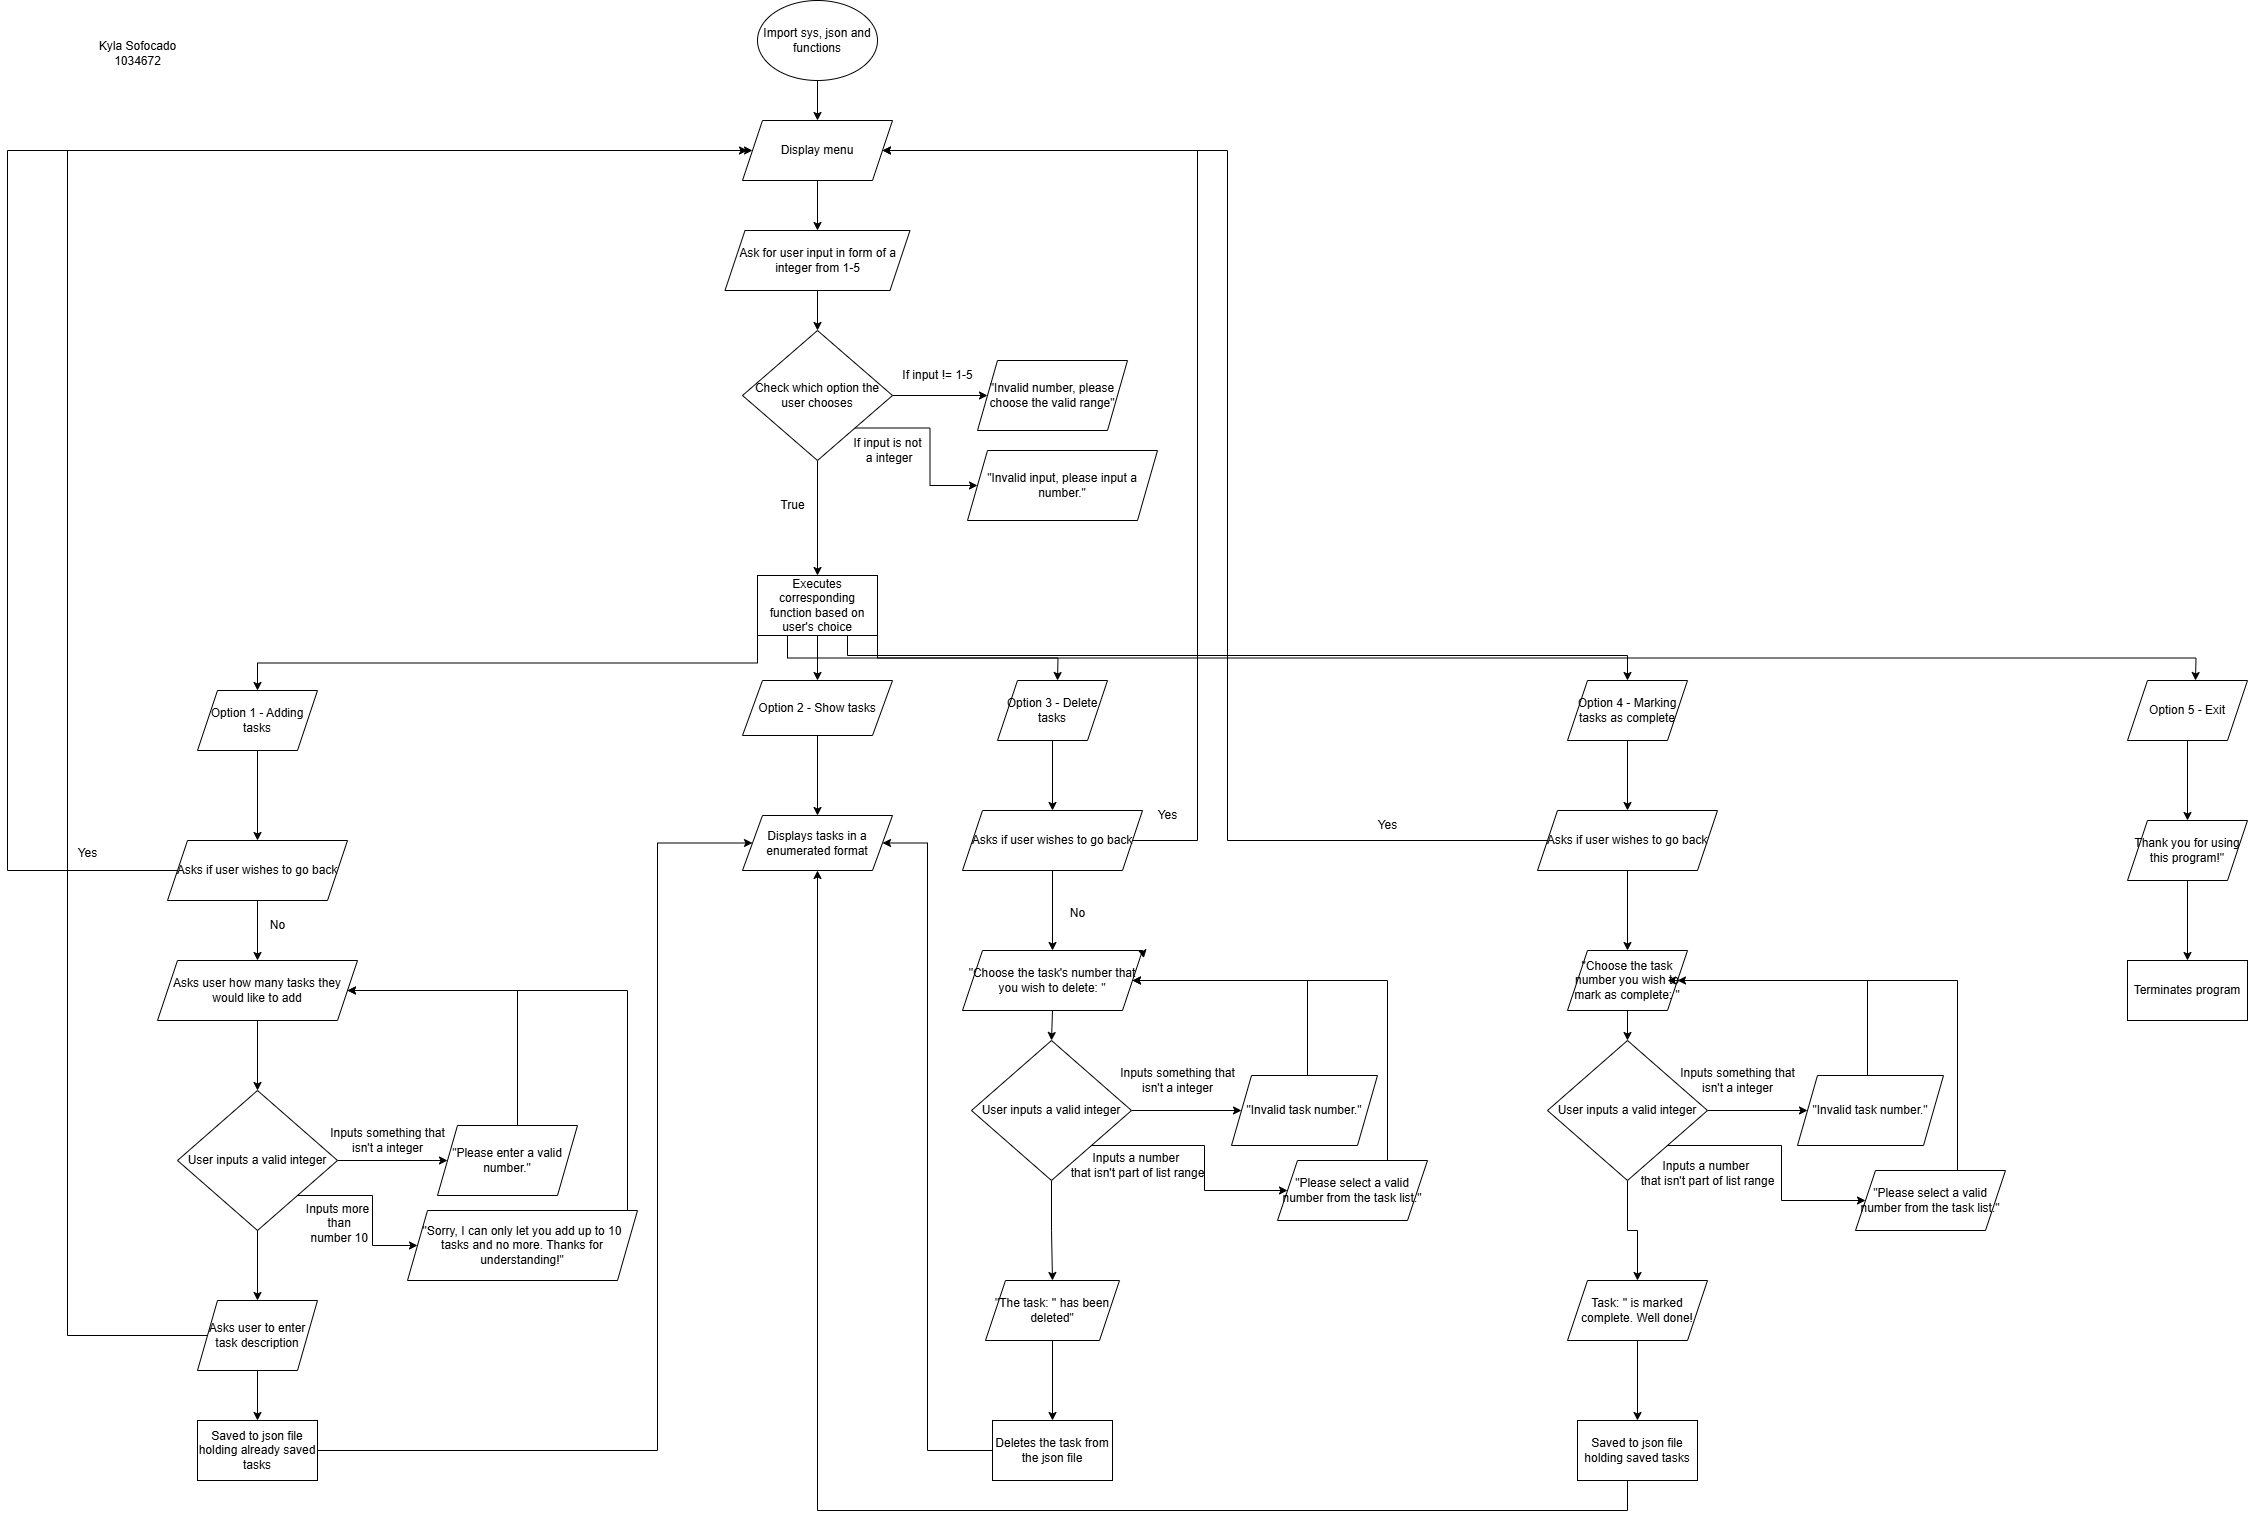 Kyla Sofocado
1034672
Import sys, json and
functions
Display menu
Ask for user input in form of a
integer from 1-5
Check which option the
user chooses
If input != 1-5
"Invalid number, please
choose the valid range"
If input is not
a integer
"Invalid input, please input a
number."
True
Executes
corresponding
function based on
user's choice
Option 1 - Adding
tasks
Option 2 - Show tasks
Option 3 - Delete
tasks
Option 4 - Marking
tasks as complete
Option 5 - Exit
Yes
Asks if user wishes to go back
No
Asks user how many tasks they
would like to add
User inputs a valid integer
Inputs something that
isn't a integer
"Please enter a valid
number."
Inputs more
than
number 10
"Sorry, I can only let you add up to 10
tasks and no more. Thanks for
understanding!"
Asks user to enter
task description
Saved to json file
holding already saved
tasks
Displays tasks in a
enumerated format
Asks if user wishes to go back
Yes
No
"Choose the task's number that
you wish to delete: "
User inputs a valid integer
Inputs something that
isn't a integer
"Invalid task number."
Inputs a number
that isn't part of list range
"Please select a valid
number from the task list."
"The task: " has been
deleted"
Deletes the task from
the json file
Yes
Asks if user wishes to go back
"Choose the task
number you wish to
mark as complete: "
User inputs a valid integer
Inputs something that
isn't a integer
"Invalid task number."
Inputs a number
that isn't part of list range
"Please select a valid
number from the task list."
Task: " is marked
complete. Well done!
Saved to json file
holding saved tasks
Thank you for using
this program!"
Terminates program